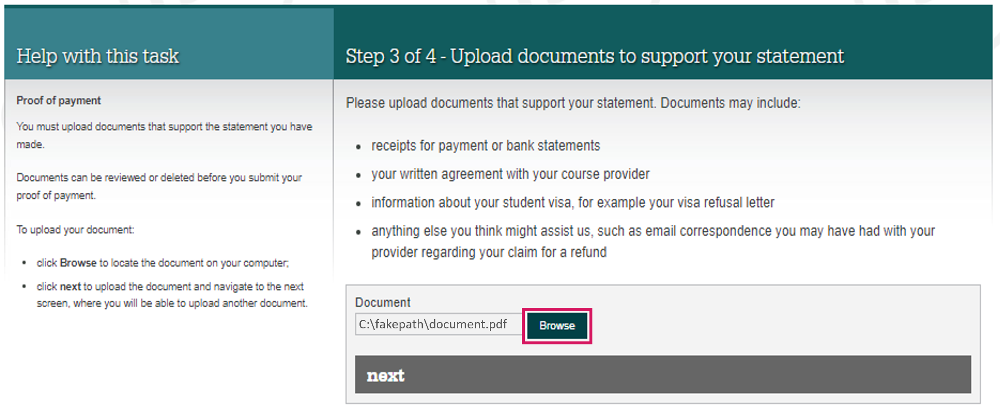 Help with this task
Proof of payment
You must upload documents that support the statement you have
made.
Documents can be reviewed or deleted before you submit your
proof of payment.
To upload your document:
• click Browse to locate the document on your computer;
• click next to upload the document and navigate to the next
screen, where you will be able to upload another document.
Step 3 of 4 - Upload documents to support your statement
Please upload documents that support your statement. Documents may include:
• receipts for payment or bank statements
• your written agreement with your course provider
• information about your student visa, for example your visa refusal letter
• anything else you think might assist us, such as email correspondence you may have had with your
provider regarding your claim for a refund
Document
C:\fakepath\document.pdf
Browse
next